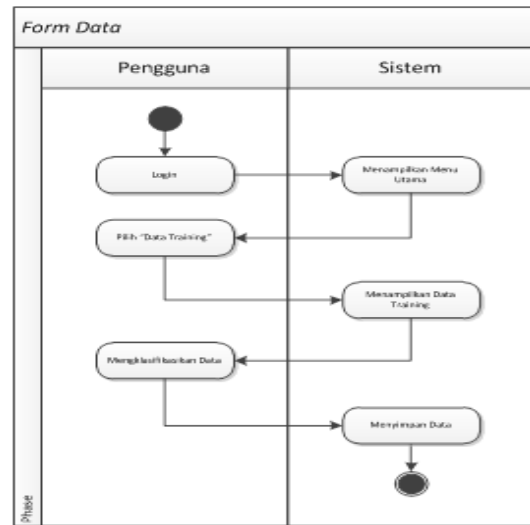 Form Data
Pengguna
Sistem
Login
Menampilkan Menu
Utama
Pilih "Data Training"
Menampilkan Data
Training
Mengklasifikasikan Data
Menyimpan Data
Phase